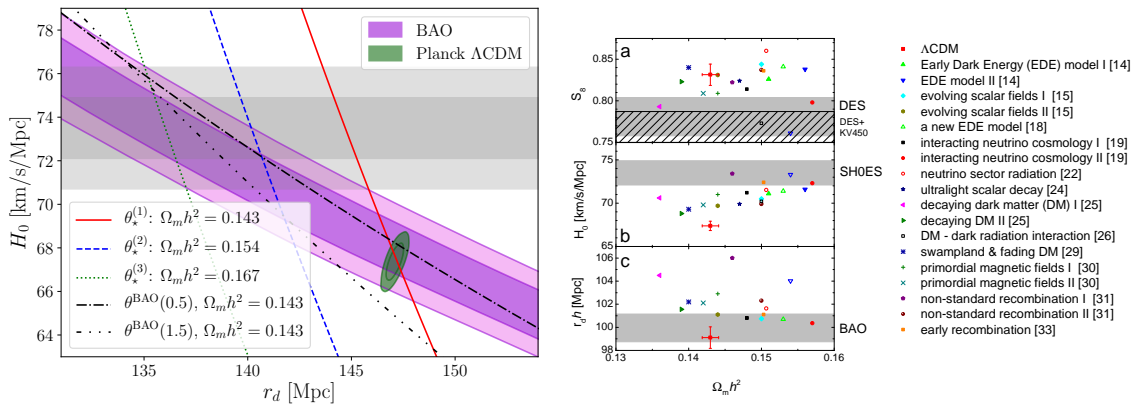 78
76
74
72
70
68
66
64
H₀ [km/s/Mpc]
BAO
Planck ΛCDM
θ⋆⁽¹⁾: Ωₘh² = 0.143
θ⋆⁽²⁾: Ωₘh² = 0.154
θ⋆⁽³⁾: Ωₘh² = 0.167
θᴮᴬᴼ(0.5), Ωₘh² = 0.143
θᴮᴬᴼ(1.5), Ωₘh² = 0.143
135 140 145 150
r_d [Mpc]
a
0.85
0.80
0.75
S₈
DES
DES+
KV450
b
75
70
65
H₀ [km/s/Mpc]
SH0ES
c
106
104
102
100
98
r_d h [Mpc]
BAO
0.13 0.14 0.15 0.16
Ωₘh²
ΛCDM
Early Dark Energy (EDE) model I [14]
EDE model II [14]
evolving scalar fields I [15]
evolving scalar fields II [15]
a new EDE model [18]
interacting neutrino cosmology I [19]
interacting neutrino cosmology II [19]
neutrino sector radiation [22]
ultralight scalar decay [24]
decaying dark matter (DM) I [25]
decaying DM II [25]
DM - dark radiation interaction [26]
swampland & fading DM [29]
primordial magnetic fields I [30]
primordial magnetic fields II [30]
non-standard recombination I [31]
non-standard recombination II [31]
early recombination [33]